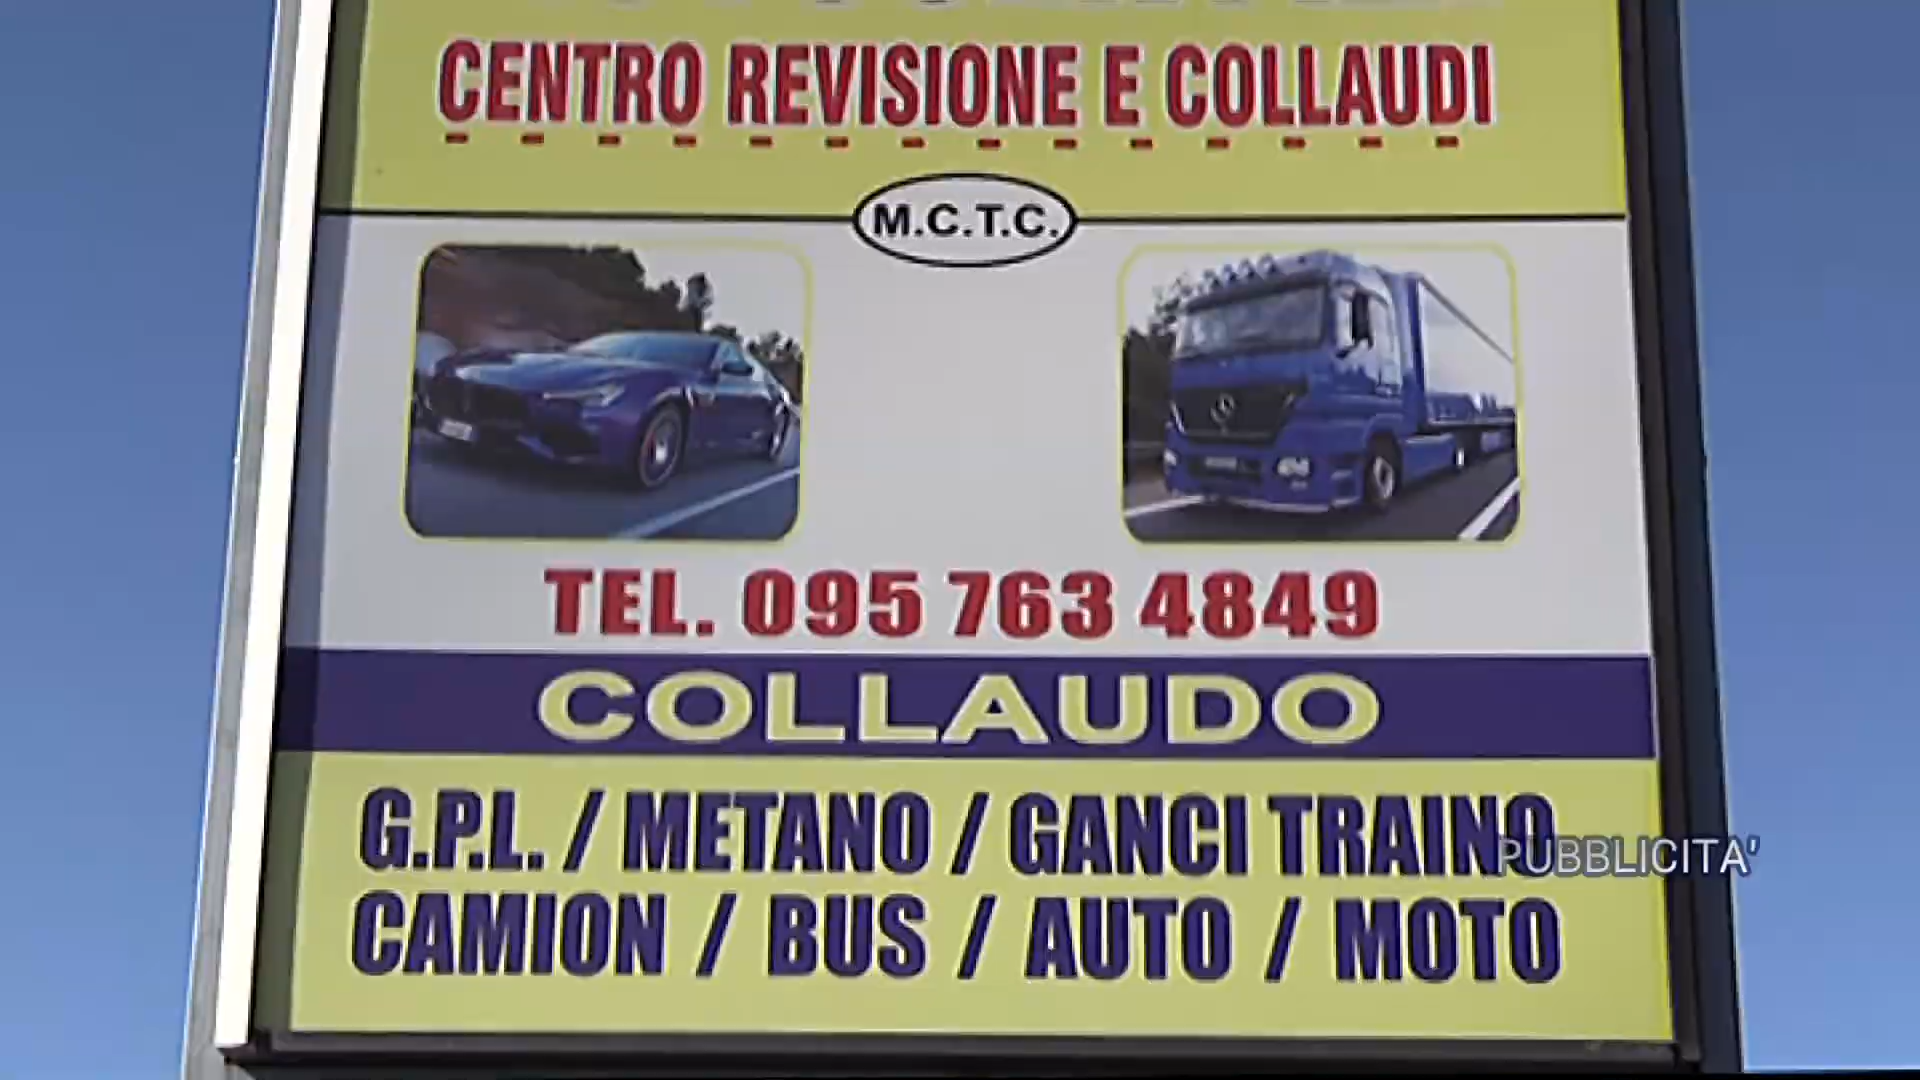 CENTRO REVISIONE E COLLAUDI
M.C.T.C.
TEL. 095 763 4849
COLLAUDO
G.P.L. / METANO / GANCI TRAINO
PUBBLICITA'
CAMION / BUS / AUTO / MOTO